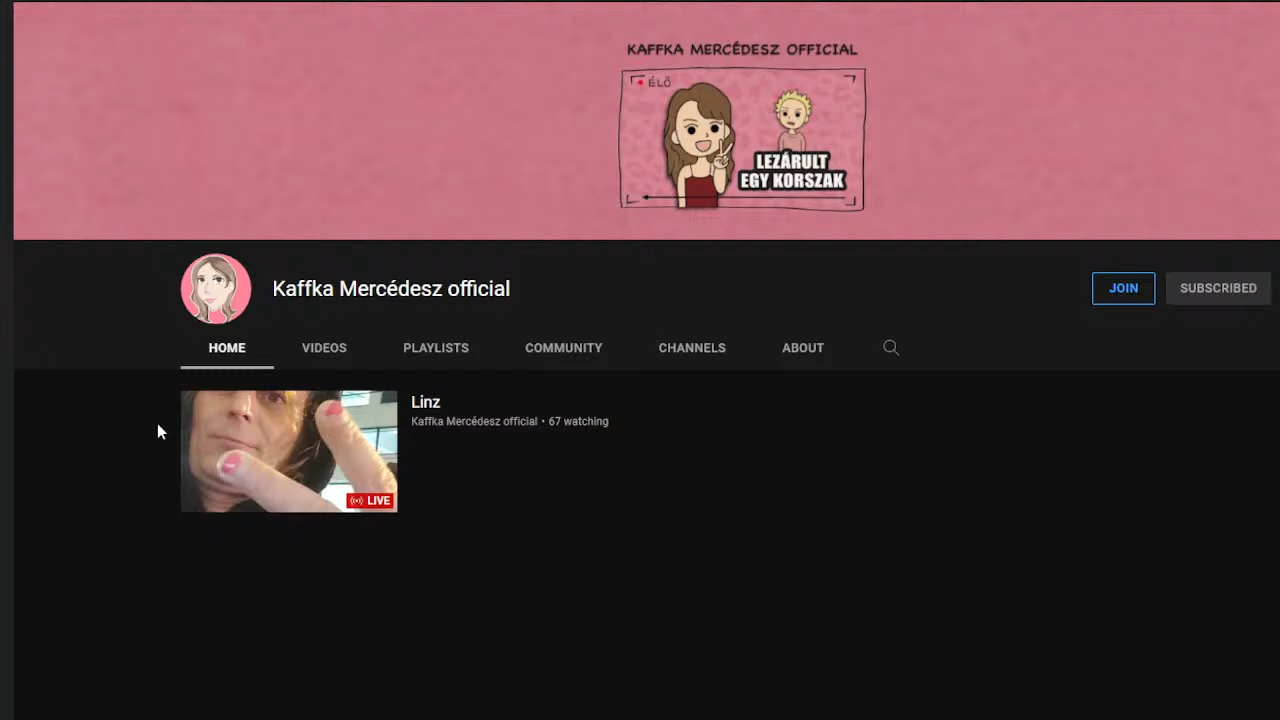 KAFFKA MERCÉDESZ OFFICIAL
ÉLŐ
LEZÁRULT
EGY KORSZAK
Kaffka Mercédesz official
JOIN
SUBSCRIBED
HOME
VIDEOS
PLAYLISTS
COMMUNITY
CHANNELS
ABOUT
Linz
Kaffka Mercédesz official • 67 watching
LIVE